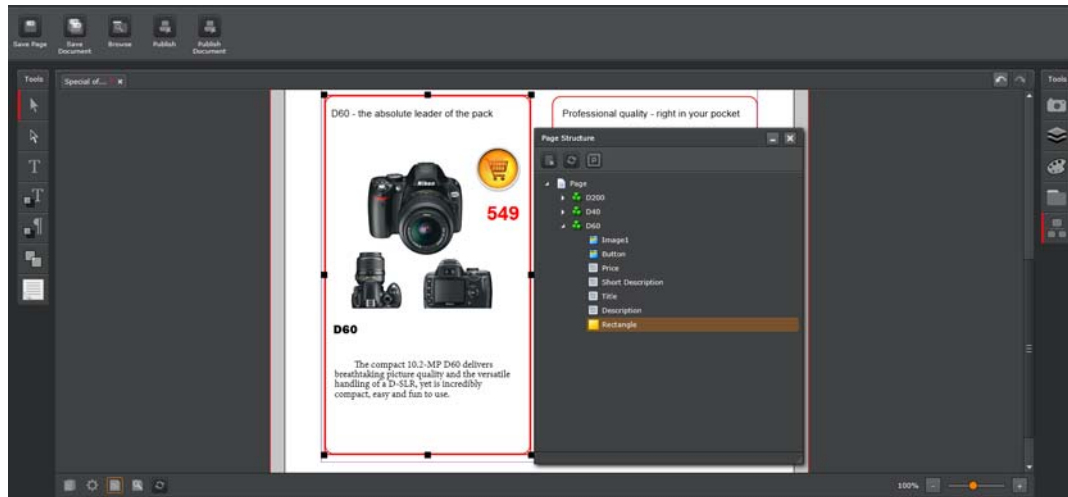 Save Page
Save Document
Browse
Publish
Publish Document
Tools
Special of...
x
Tools
D60 - the absolute leader of the pack
Professional quality - right in your pocket
Nikon
549
D60
The compact 10.2-MP D60 delivers
breathtaking picture quality and the versatile
handling of a D-SLR, yet is incredibly
compact, easy and fun to use.
Page Structure
P
Page
D200
D40
D60
Image1
Button
Price
Short Description
Title
Description
Rectangle
T
T
100%